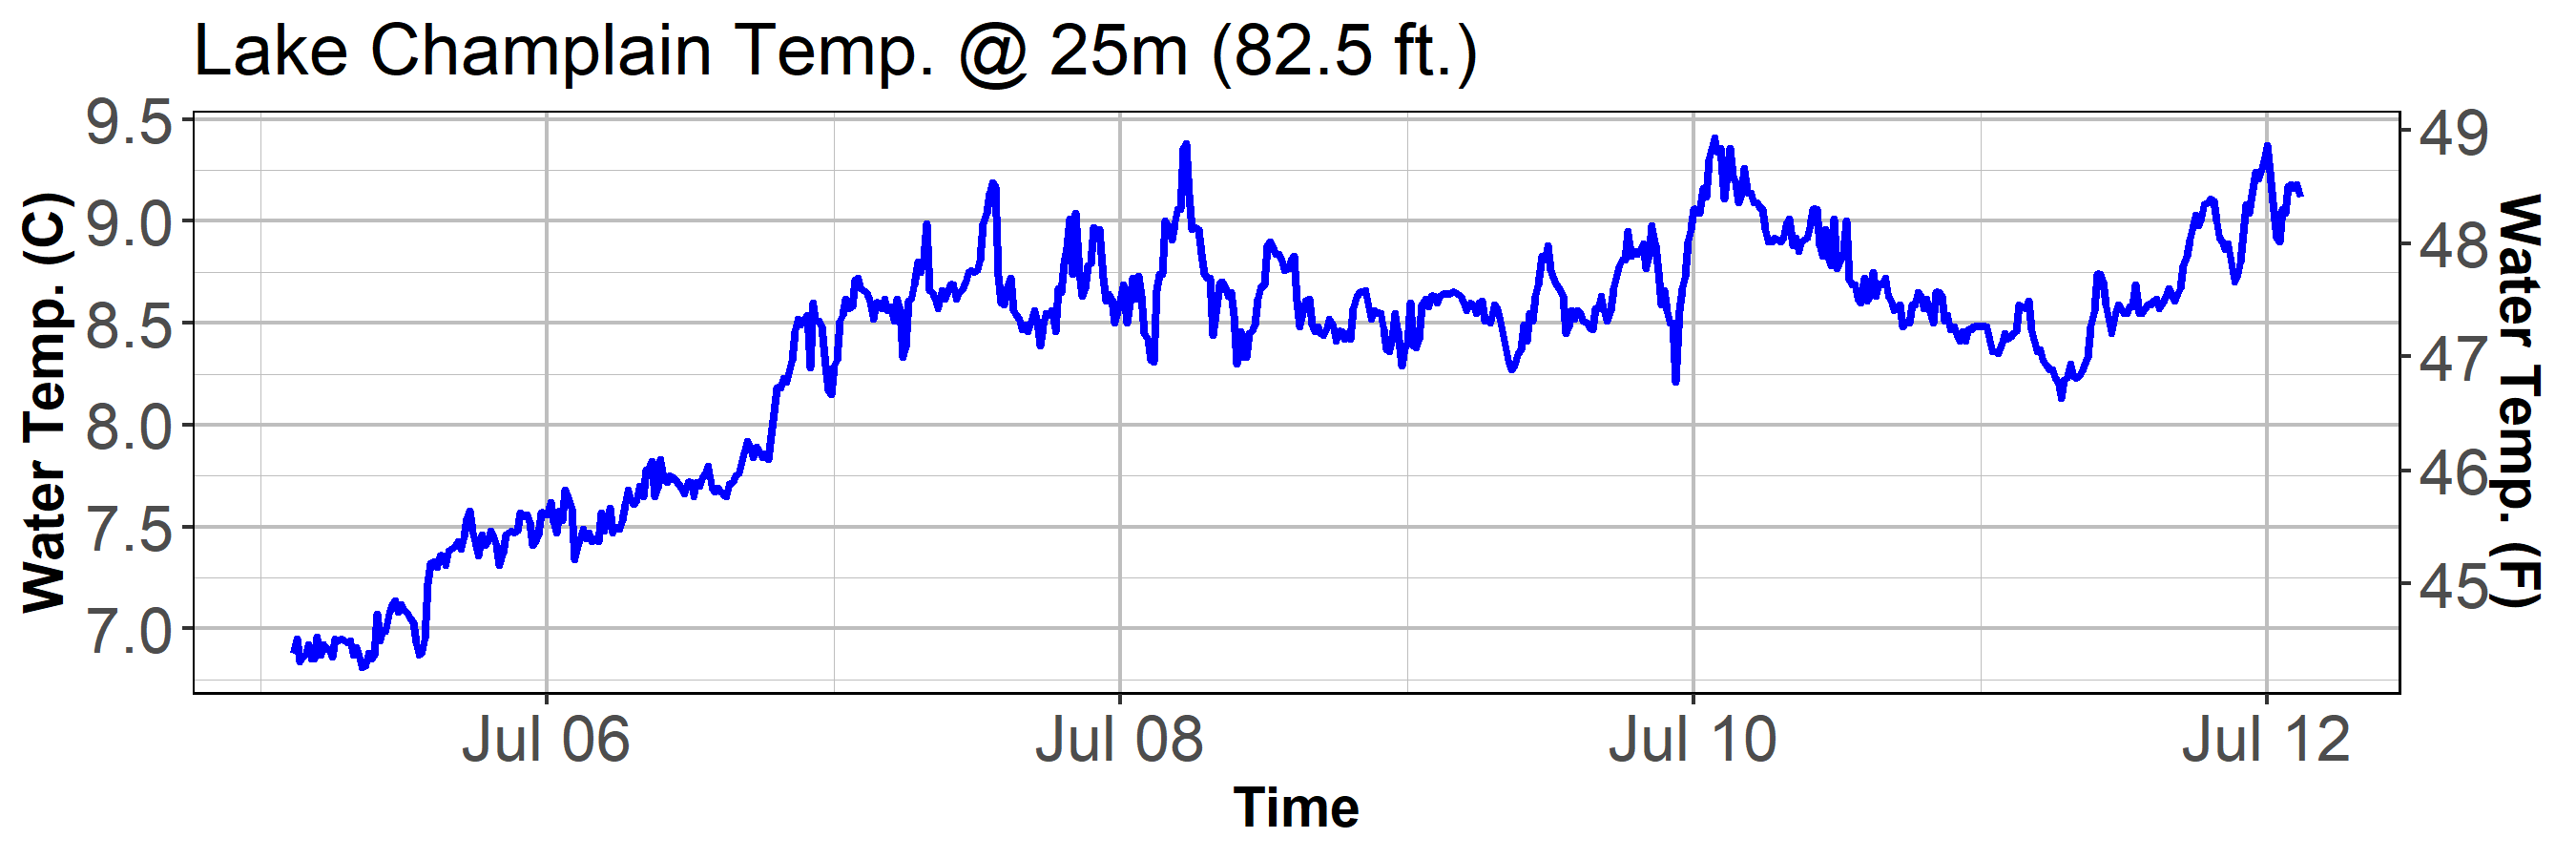 Lake Champlain Temp. @ 25m (82.5 ft.)
Water Temp. (C)
9.5
9.0
8.5
8.0
7.5
7.0
49
48
47
46
45
Water Temp. (F)
Jul 06
Jul 08
Jul 10
Jul 12
Time